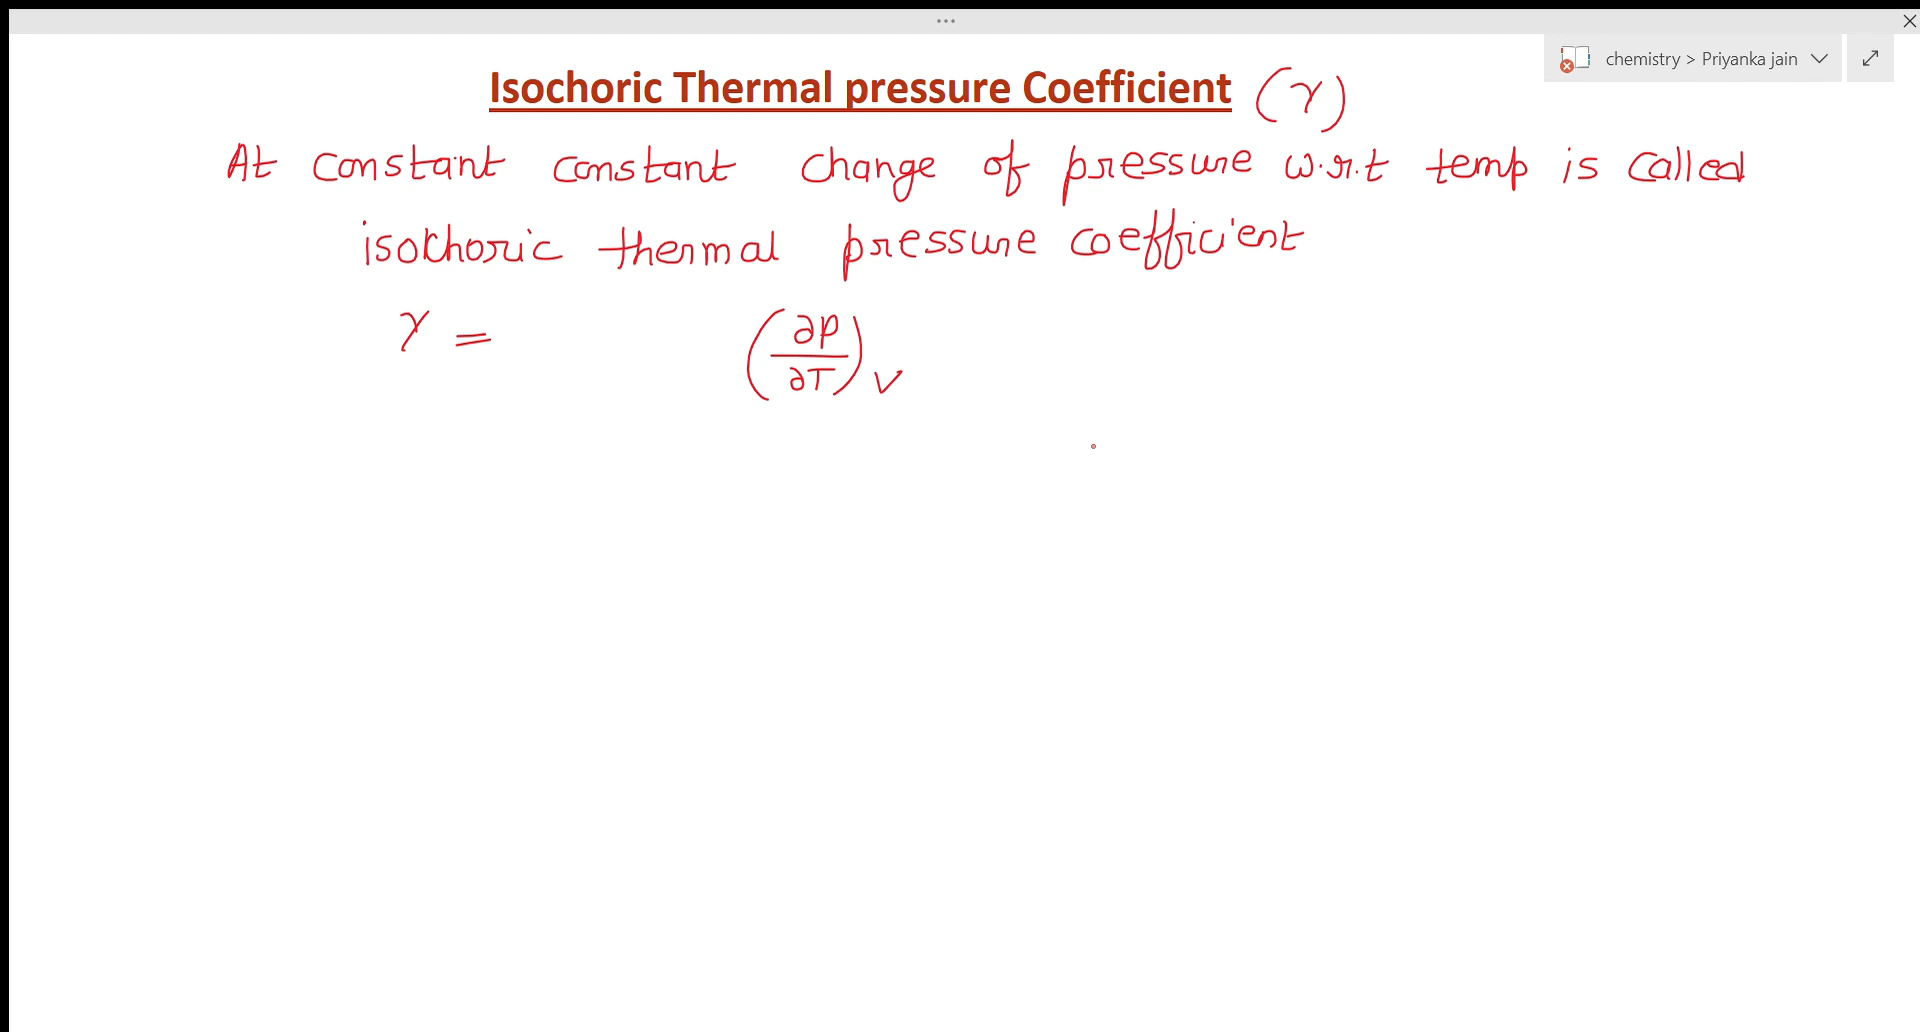 chemistry > Priyanka jain
Isochoric Thermal pressure Coefficient (γ)
At constant constant change of pressure w.r.t temp is called
isochoric thermal pressure coefficient
γ = (∂P/∂T)V